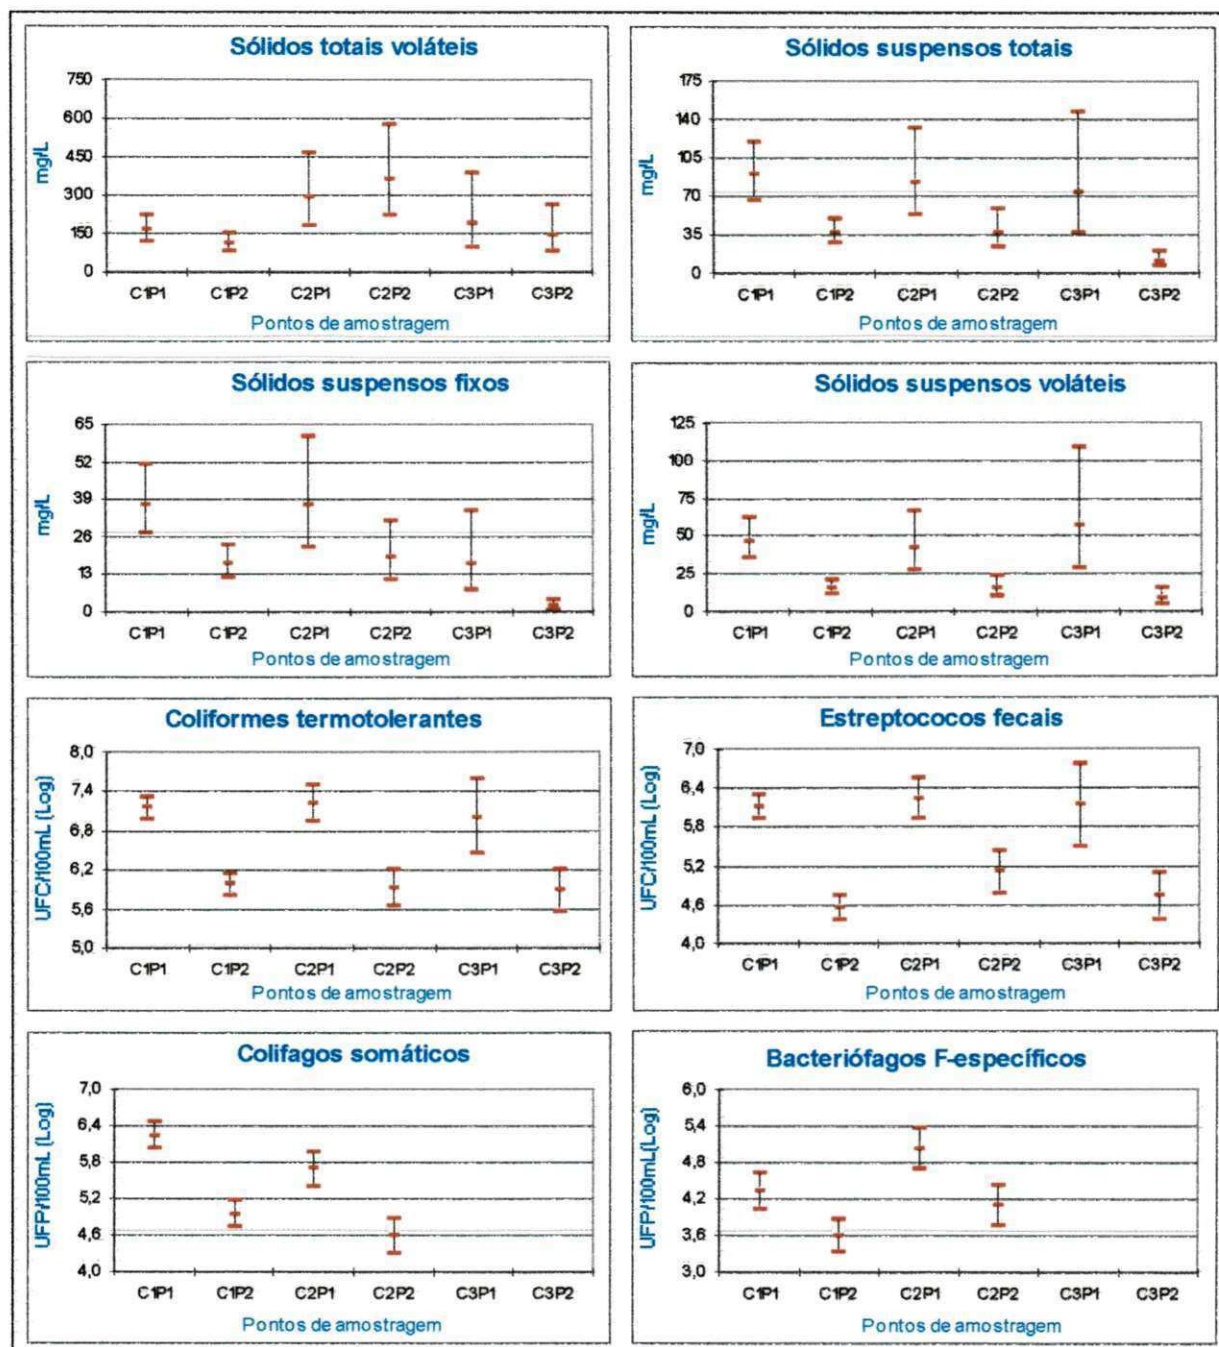 Sólidos totais voláteis
mg/L
750
600
450
300
150
0
C1P1 C1P2 C2P1 C2P2 C3P1 C3P2
Pontos de amostragem
Sólidos suspensos totais
mg/L
175
140
105
70
35
0
C1P1 C1P2 C2P1 C2P2 C3P1 C3P2
Pontos de amostragem
Sólidos suspensos fixos
mg/L
65
52
39
26
13
0
C1P1 C1P2 C2P1 C2P2 C3P1 C3P2
Pontos de amostragem
Sólidos suspensos voláteis
mg/L
125
100
75
50
25
0
C1P1 C1P2 C2P1 C2P2 C3P1 C3P2
Pontos de amostragem
Coliformes termotolerantes
UFC/100mL (Log)
8,0
7,4
6,8
6,2
5,6
5,0
C1P1 C1P2 C2P1 C2P2 C3P1 C3P2
Pontos de amostragem
Estreptococos fecais
UFC/100mL (Log)
7,0
6,4
5,8
5,2
4,6
4,0
C1P1 C1P2 C2P1 C2P2 C3P1 C3P2
Pontos de amostragem
Colifagos somáticos
UFP/100mL (Log)
7,0
6,4
5,8
5,2
4,6
4,0
C1P1 C1P2 C2P1 C2P2 C3P1 C3P2
Pontos de amostragem
Bacteriófagos F-específicos
UFP/100mL(Log)
6,0
5,4
4,8
4,2
3,6
3,0
C1P1 C1P2 C2P1 C2P2 C3P1 C3P2
Pontos de amostragem